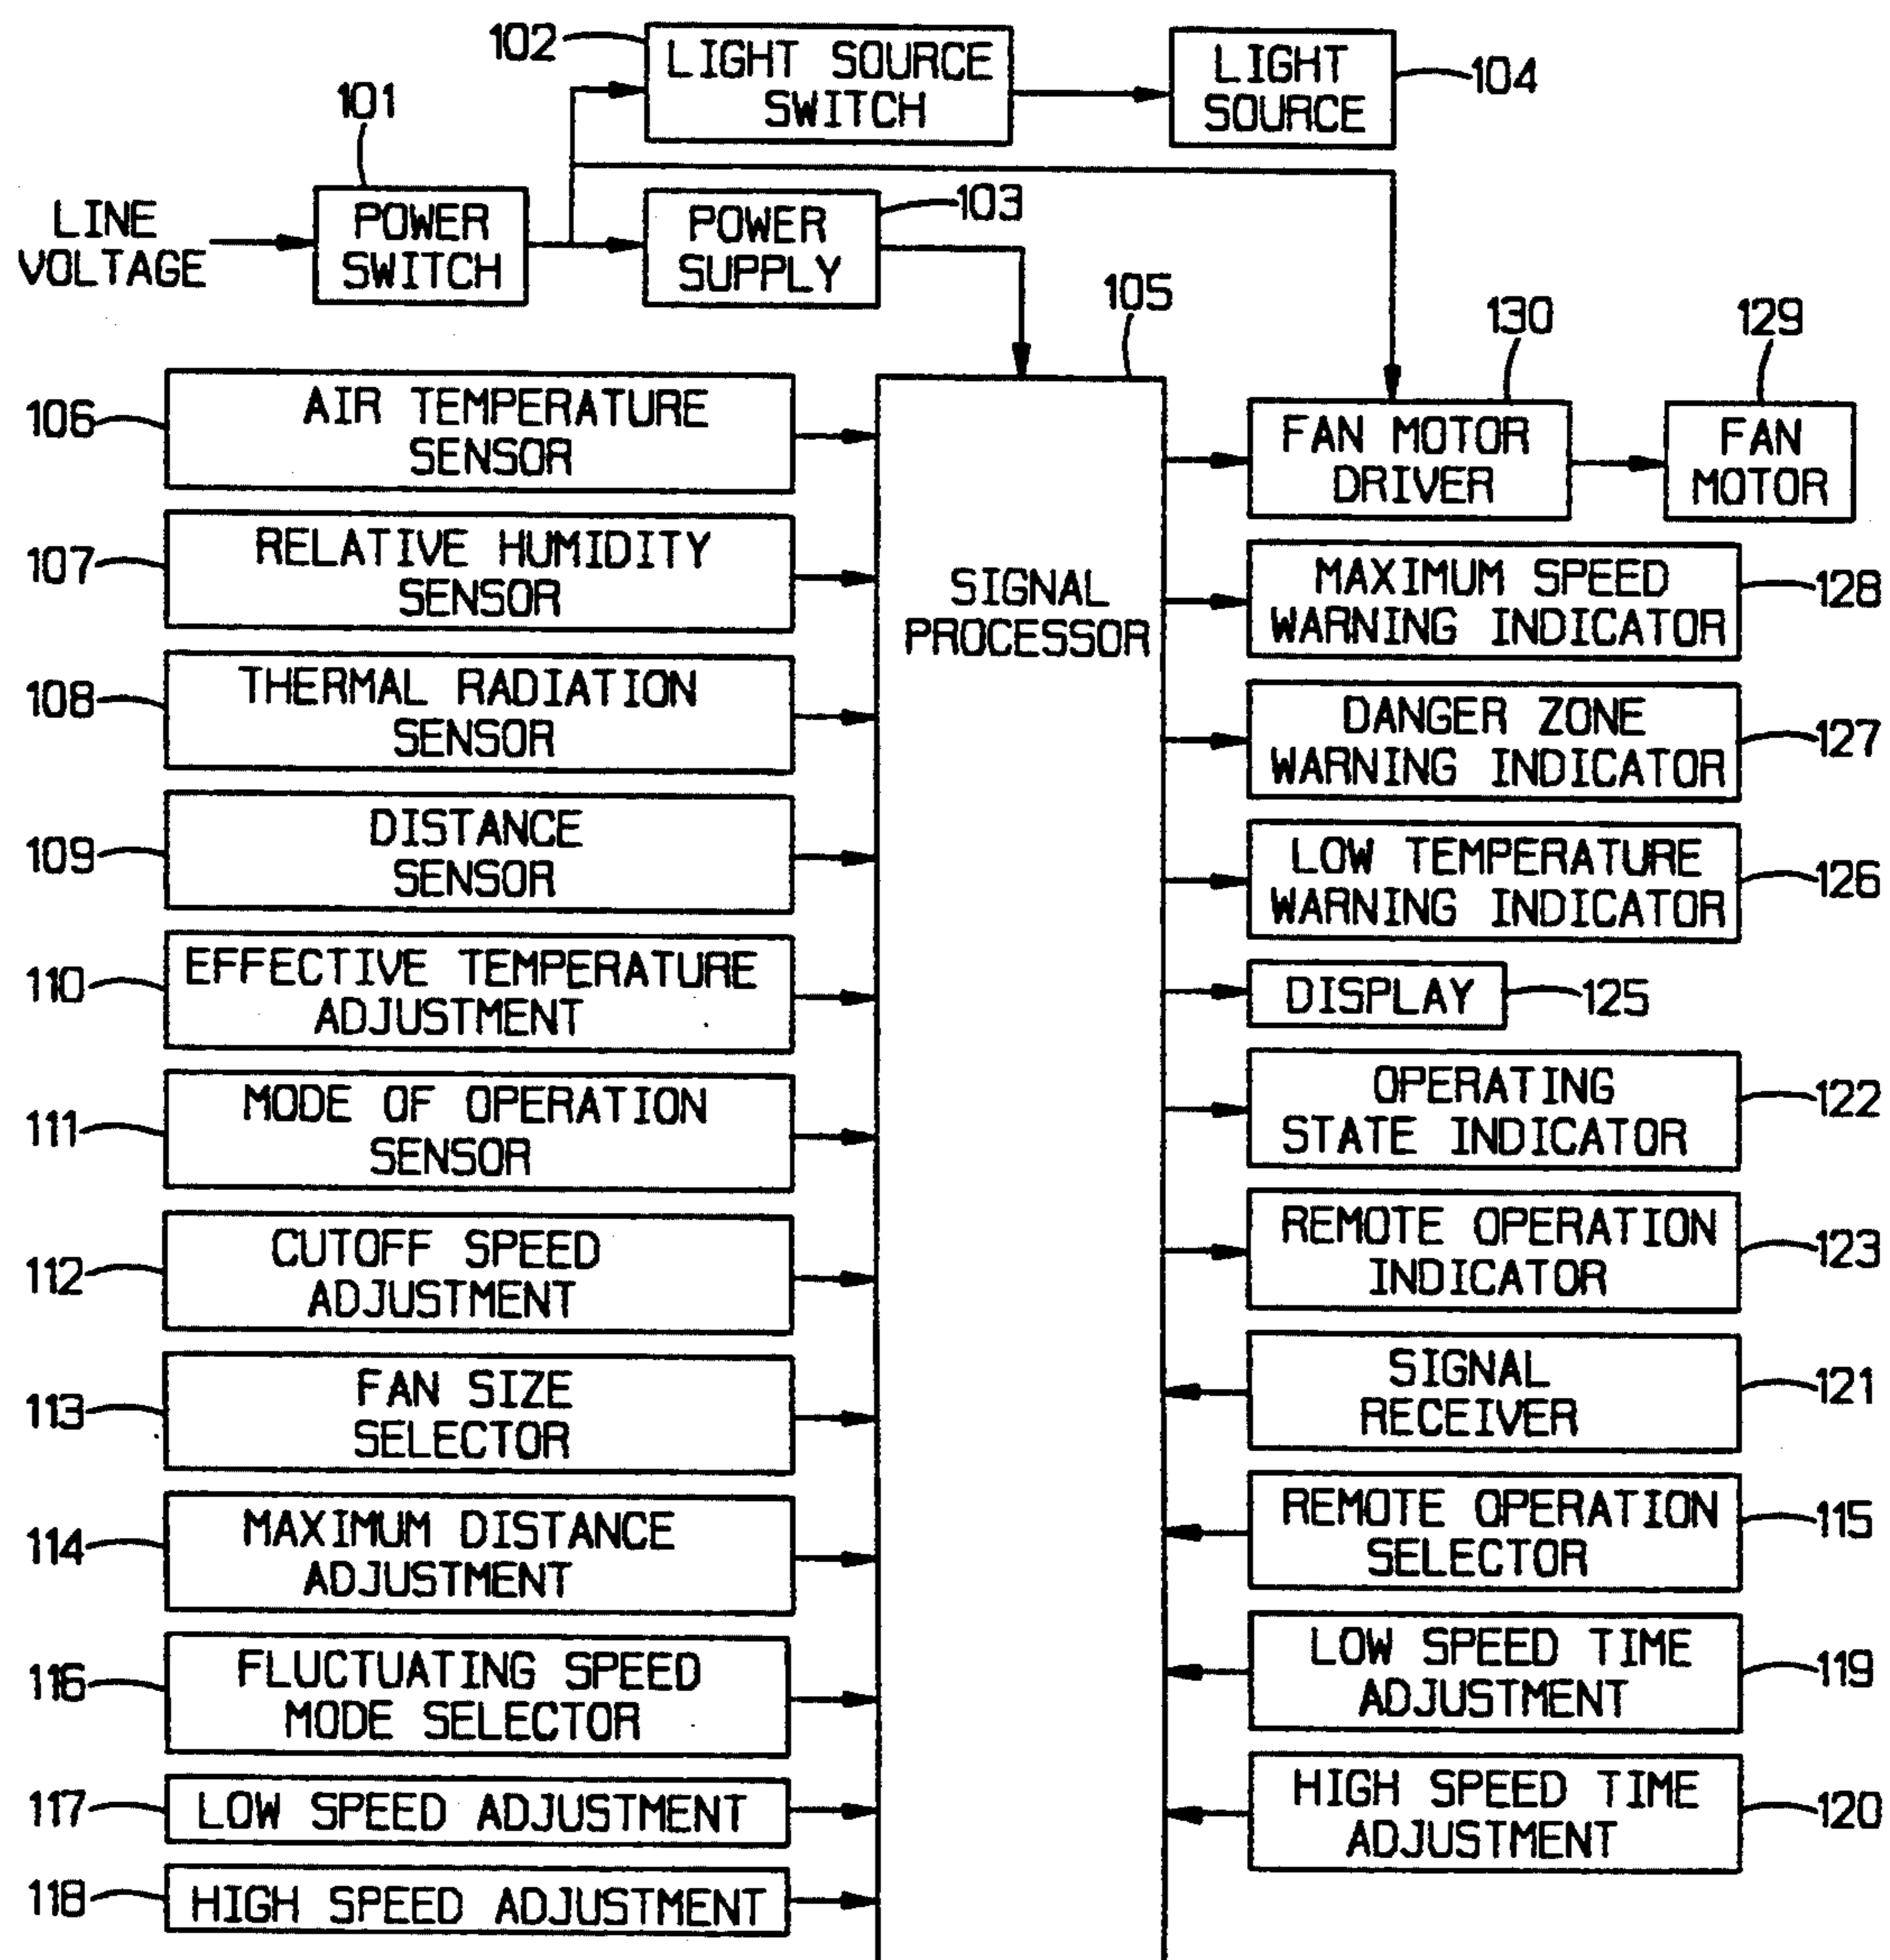 102
LIGHT SOURCE
SWITCH
LIGHT
SOURCE
104
101
LINE
VOLTAGE
POWER
SWITCH
POWER
SUPPLY
103
105
130
129
106
AIR TEMPERATURE
SENSOR
107
RELATIVE HUMIDITY
SENSOR
108
THERMAL RADIATION
SENSOR
109
DISTANCE
SENSOR
110
EFFECTIVE TEMPERATURE
ADJUSTMENT
111
MODE OF OPERATION
SENSOR
112
CUTOFF SPEED
ADJUSTMENT
113
FAN SIZE
SELECTOR
114
MAXIMUM DISTANCE
ADJUSTMENT
116
FLUCTUATING SPEED
MODE SELECTOR
117
LOW SPEED ADJUSTMENT
118
HIGH SPEED ADJUSTMENT
SIGNAL
PROCESSOR
FAN MOTOR
DRIVER
FAN
MOTOR
MAXIMUM SPEED
WARNING INDICATOR
128
DANGER ZONE
WARNING INDICATOR
127
LOW TEMPERATURE
WARNING INDICATOR
126
DISPLAY
125
OPERATING
STATE INDICATOR
122
REMOTE OPERATION
INDICATOR
123
SIGNAL
RECEIVER
121
REMOTE OPERATION
SELECTOR
115
LOW SPEED TIME
ADJUSTMENT
119
HIGH SPEED TIME
ADJUSTMENT
120